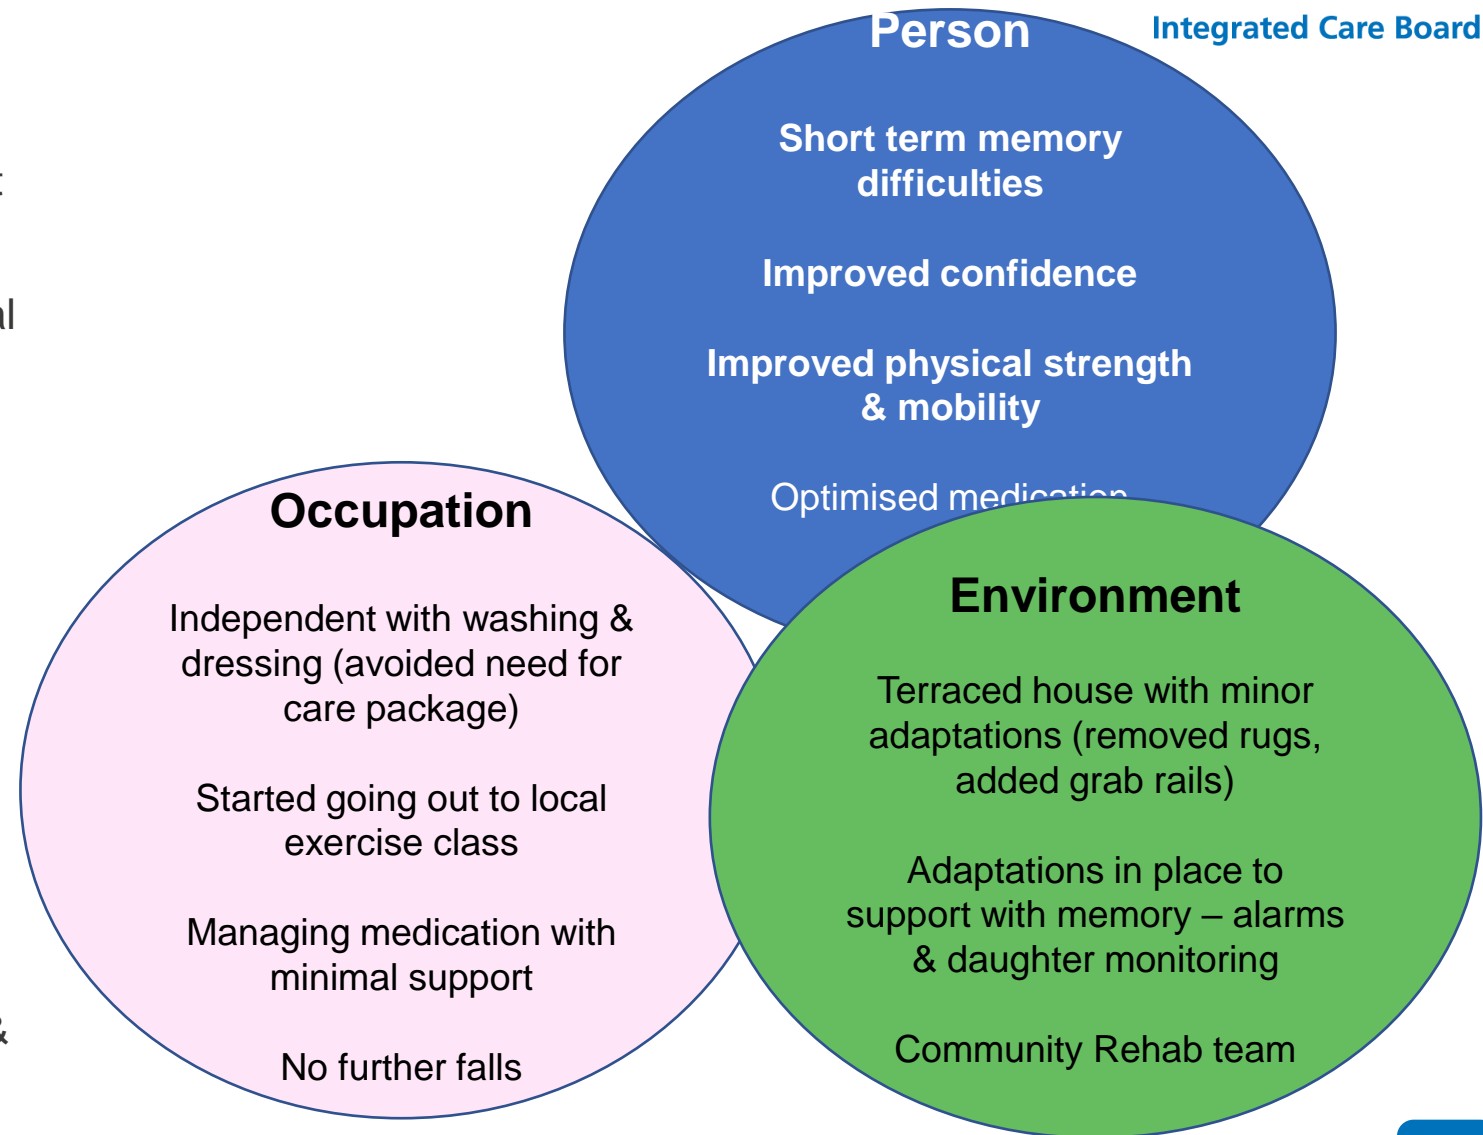 Person
Integrated Care Board
Short term memory
difficulties
Improved confidence
Improved physical strength
& mobility
Optimised medication
Occupation
Independent with washing &
dressing (avoided need for
care package)
Started going out to local
exercise class
Managing medication with
minimal support
No further falls
Environment
Terraced house with minor
adaptations (removed rugs,
added grab rails)
Adaptations in place to
support with memory – alarms
& daughter monitoring
Community Rehab team
&